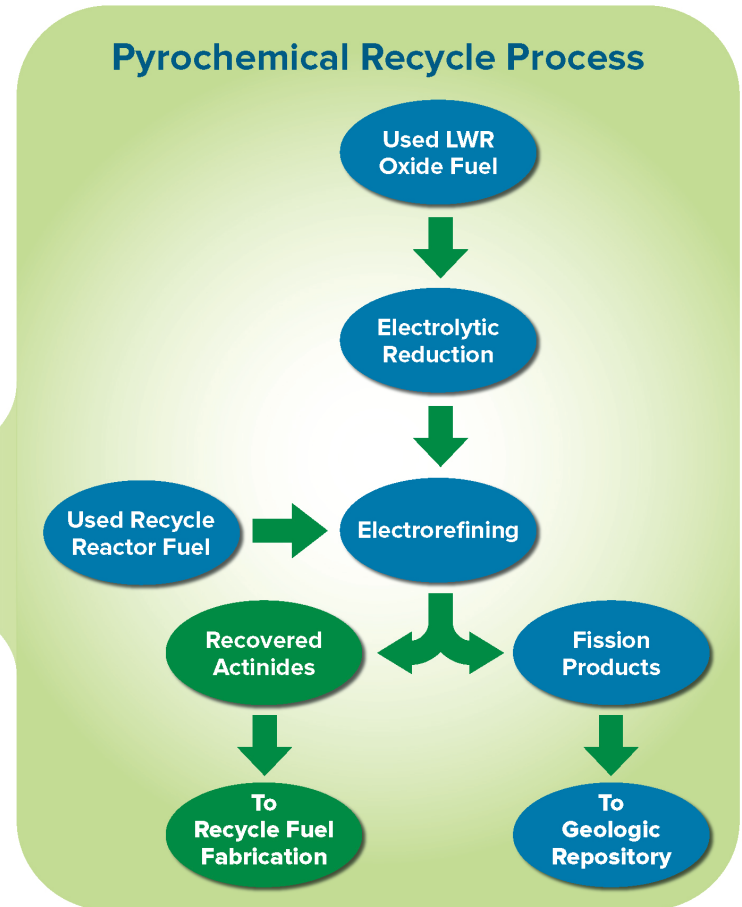 Pyrochemical Recycle Process
Used LWR
Oxide Fuel
Electrolytic
Reduction
Used Recycle
Reactor Fuel
Electrorefining
Recovered
Actinides
Fission
Products
To
Recycle Fuel
Fabrication
To
Geologic
Repository